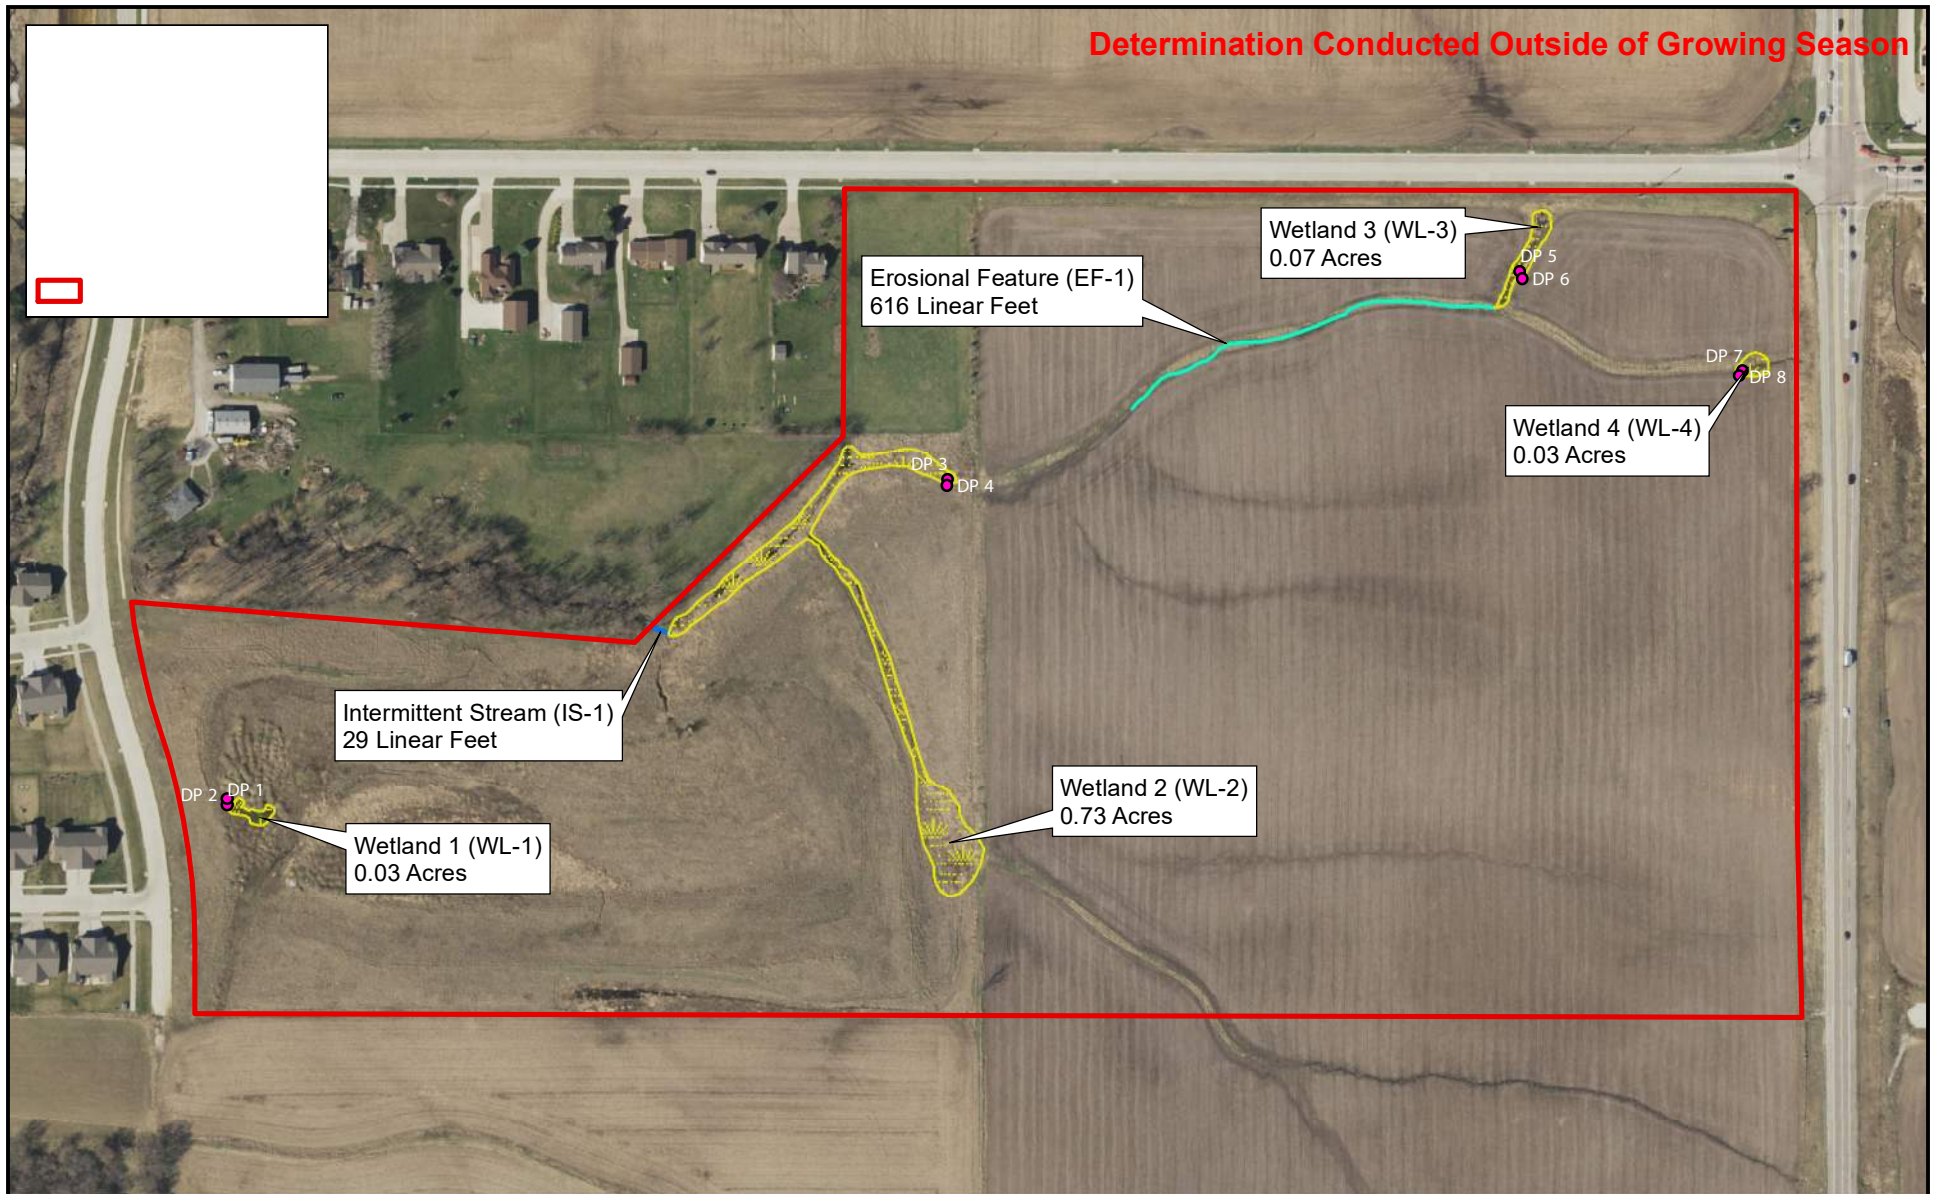 Determination Conducted Outside of Growing Season
Wetland 3 (WL-3)
0.07 Acres
DP 5
DP 6
Erosional Feature (EF-1)
616 Linear Feet
DP 7
DP 8
Wetland 4 (WL-4)
0.03 Acres
DP 3
DP 4
Intermittent Stream (IS-1)
29 Linear Feet
DP 2
DP 1
Wetland 2 (WL-2)
0.73 Acres
Wetland 1 (WL-1)
0.03 Acres